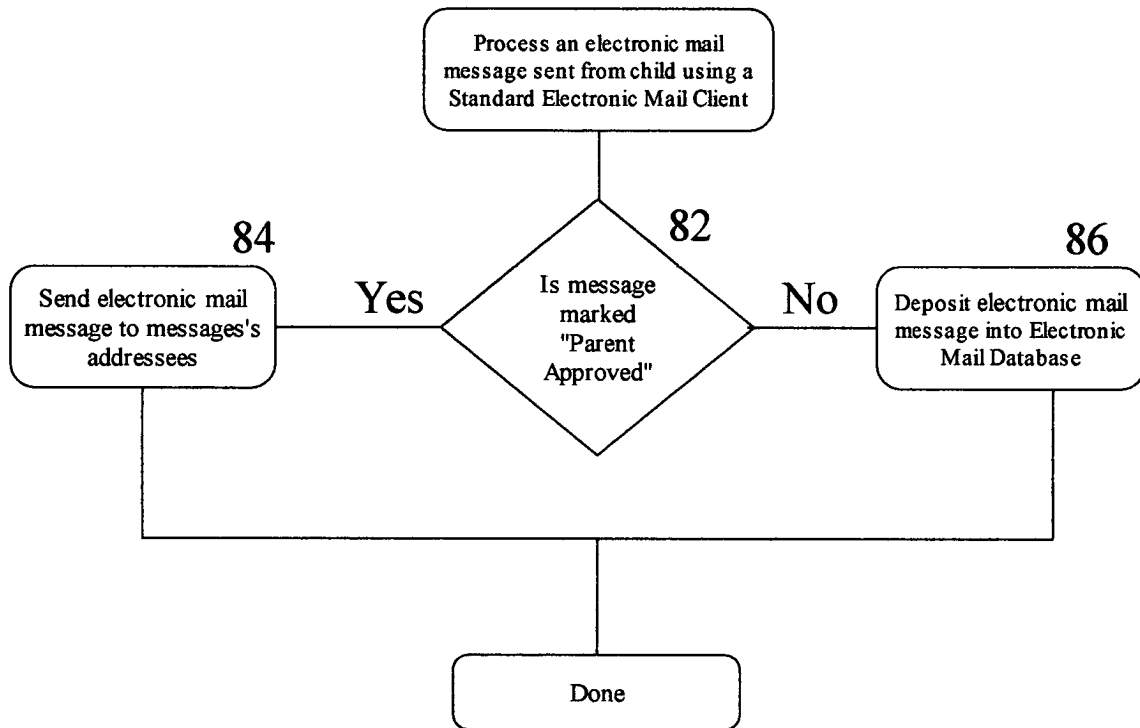 Process an electronic mail
message sent from child using a
Standard Electronic Mail Client
84
82
86
Send electronic mail
message to messages's
addressees
Yes
Is message
marked
"Parent
Approved"
No
Deposit electronic mail
message into Electronic
Mail Database
Done